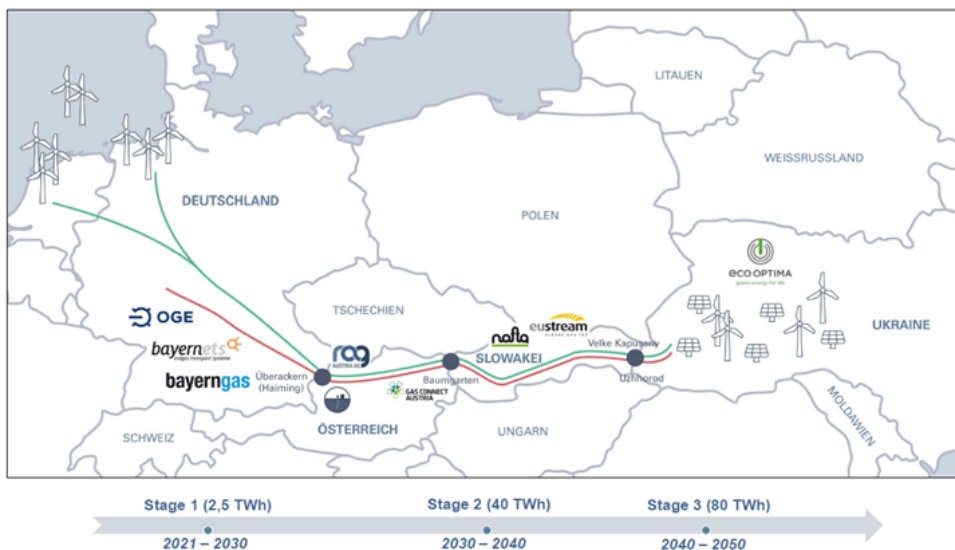 LITAUEN
WEISSRUSSLAND
DEUTSCHLAND
POLEN
eco-optima
green energy for life
TSCHECHIEN
UKRAINE
OGE
bayernets
bayerngas
Überackern
(Haiming)
rag
AUSTRIA AG
nafta
eustream
SLOWAKEI
Velke Kapusany
Baumgarten
Uzhhorod
GAS CONNECT
AUSTRIA
ÖSTERREICH
UNGARN
MOLDAWIEN
SCHWEIZ
Stage 1 (2,5 TWh)
Stage 2 (40 TWh)
Stage 3 (80 TWh)
2021 – 2030
2030 – 2040
2040 – 2050